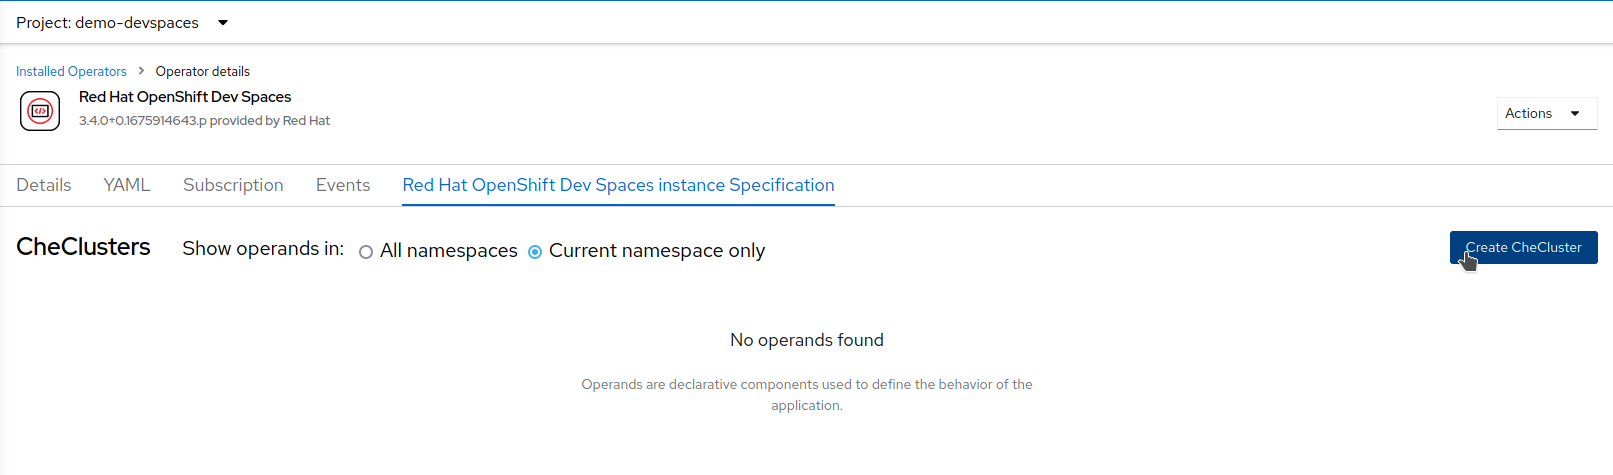 Project: demo-devspaces
Installed Operators > Operator details
Red Hat OpenShift Dev Spaces
3.4.0+0.1675914643.p provided by Red Hat
Actions
Details YAML Subscription Events Red Hat OpenShift Dev Spaces instance Specification
CheClusters Show operands in: All namespaces Current namespace only Create CheCluster
No operands found
Operands are declarative components used to define the behavior of the
application.